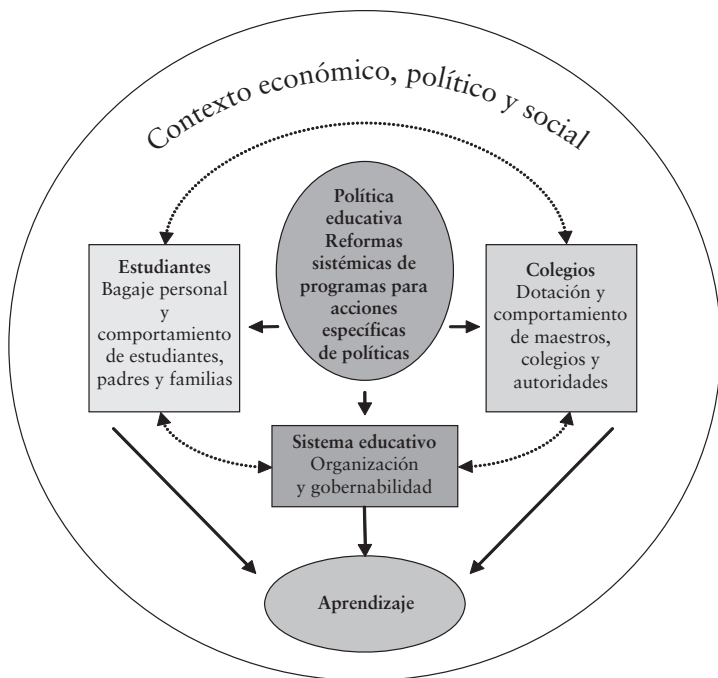 Contexto económico, político y social
Política
educativa
Reformas
sistémicas de
programas para
acciones
específicas
de políticas
Estudiantes
Bagaje personal
y
comportamiento
de estudiantes,
padres y familias
Colegios
Dotación y
comportamiento
de maestros,
colegios y
autoridades
Sistema educativo
Organización
y gobernabilidad
Aprendizaje